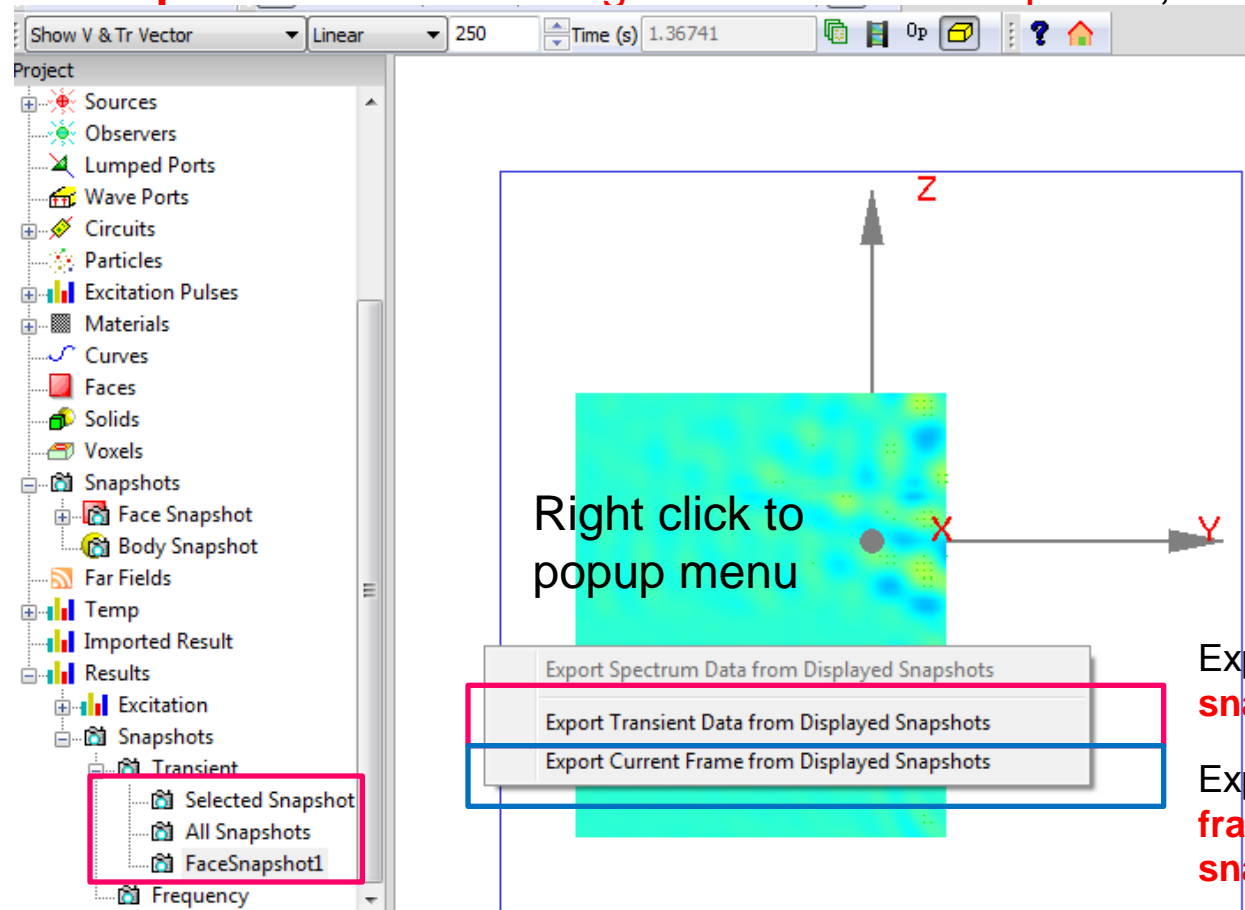 Show V & Tr Vector Linear 250 Time (s) 1.36741 Op ?
Project
Sources
Observers
Lumped Ports
Wave Ports
Circuits
Particles
Excitation Pulses
Materials
Curves
Faces
Solids
Voxels
Snapshots
Face Snapshot
Body Snapshot
Far Fields
Temp
Imported Result
Results
Excitation
Snapshots
Transient
Selected Snapshot
All Snapshots
FaceSnapshot1
Frequency
Z
X
Y
Right click to
popup menu
Export Spectrum Data from Displayed Snapshots
Export Transient Data from Displayed Snapshots
Export Current Frame from Displayed Snapshots